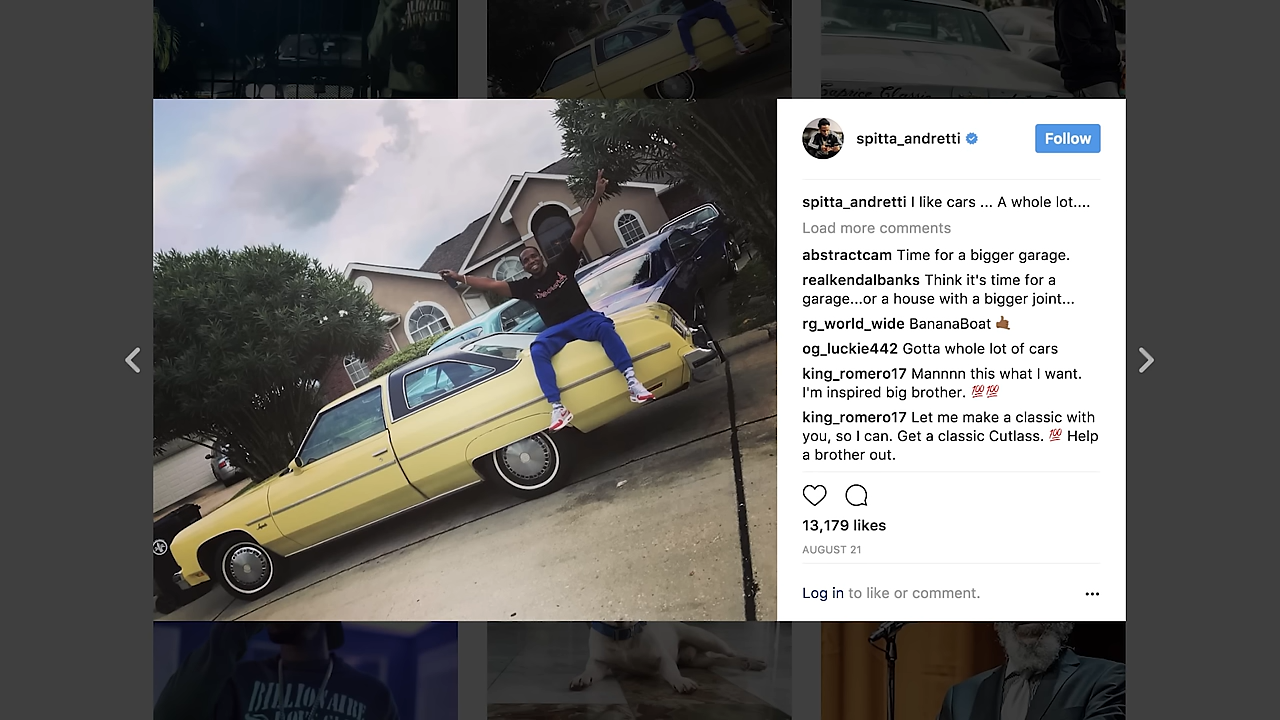 Caprice Classic
spitta_andretti
Follow
spitta_andretti I like cars ... A whole lot....
Load more comments
abstractcam Time for a bigger garage.
realkendalbanks Think it's time for a
garage...or a house with a bigger joint...
rg_world_wide BananaBoat 🤙🏾
og_luckie442 Gotta whole lot of cars
king_romero17 Mannnn this what I want.
I'm inspired big brother. 💯💯
king_romero17 Let me make a classic with
you, so I can. Get a classic Cutlass. 💯 Help
a brother out.
13,179 likes
AUGUST 21
Log in to like or comment.
BILLIONAIRE